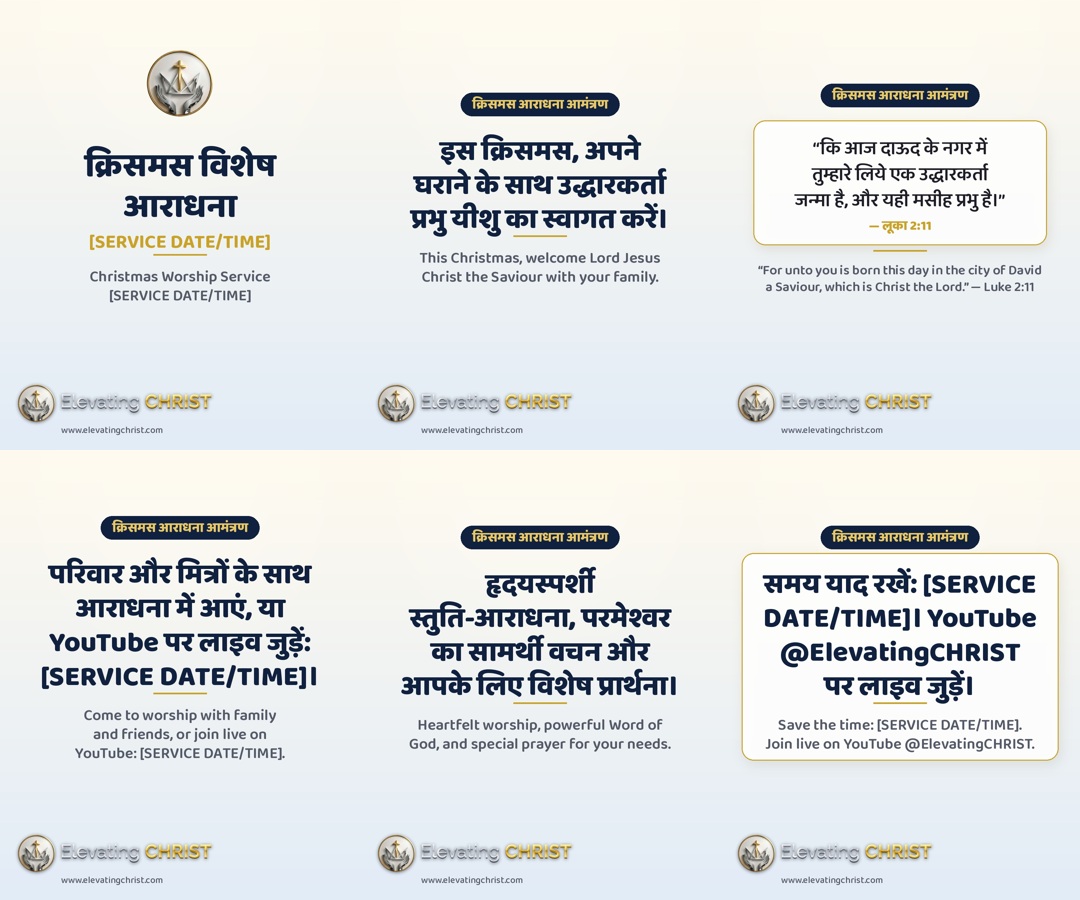 क्रिसमस विशेष
आराधना
[SERVICE DATE/TIME]
Christmas Worship Service
[SERVICE DATE/TIME]
Elevating CHRIST
www.elevatingchrist.com
क्रिसमस आराधना आमंत्रण
इस क्रिसमस, अपने
घराने के साथ उद्धारकर्ता
प्रभु यीशु का स्वागत करें।
This Christmas, welcome Lord Jesus
Christ the Saviour with your family.
Elevating CHRIST
www.elevatingchrist.com
क्रिसमस आराधना आमंत्रण
“कि आज दाऊद के नगर में
तुम्हारे लिये एक उद्धारकर्ता
जन्मा है, और यही मसीह प्रभु है।”
— लूका 2:11
“For unto you is born this day in the city of David
a Saviour, which is Christ the Lord.” — Luke 2:11
Elevating CHRIST
www.elevatingchrist.com
क्रिसमस आराधना आमंत्रण
परिवार और मित्रों के साथ
आराधना में आएं, या
YouTube पर लाइव जुड़ें:
[SERVICE DATE/TIME]।
Come to worship with family
and friends, or join live on
YouTube: [SERVICE DATE/TIME].
Elevating CHRIST
www.elevatingchrist.com
क्रिसमस आराधना आमंत्रण
हृदयस्पर्शी
स्तुति-आराधना, परमेश्वर
का सामर्थी वचन और
आपके लिए विशेष प्रार्थना।
Heartfelt worship, powerful Word of
God, and special prayer for your needs.
Elevating CHRIST
www.elevatingchrist.com
क्रिसमस आराधना आमंत्रण
समय याद रखें: [SERVICE
DATE/TIME]। YouTube
@ElevatingCHRIST
पर लाइव जुड़ें।
Save the time: [SERVICE DATE/TIME].
Join live on YouTube @ElevatingCHRIST.
Elevating CHRIST
www.elevatingchrist.com